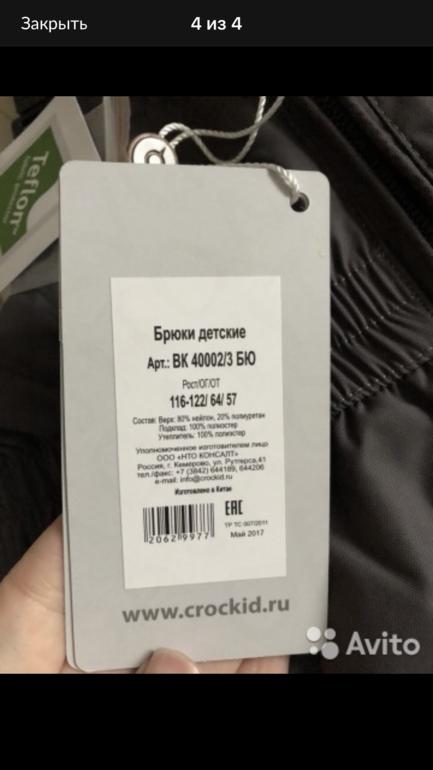 Закрыть
4 из 4
Teflon
Брюки детские
Арт.: ВК 40002/3 БЮ
Рост/ОГ/ОТ
116-122/ 64/ 57
Состав: Верх: 80% нейлон, 20% полиуретан
Подклад: 100% полиэстер
Утеплитель: 100% полиэстер
Уполномоченное изготовителем лицо
ООО «НТО КОНСАЛТ»
Россия, г. Кемерово, ул. Рутгерса,41
тел./факс: +7 (3842) 644189, 644206
e-mail: info@crockid.ru
Изготовлено в Китае
EAC
ТР ТС 007/2011
2062 9977
Май 2017
www.crockid.ru
Avito